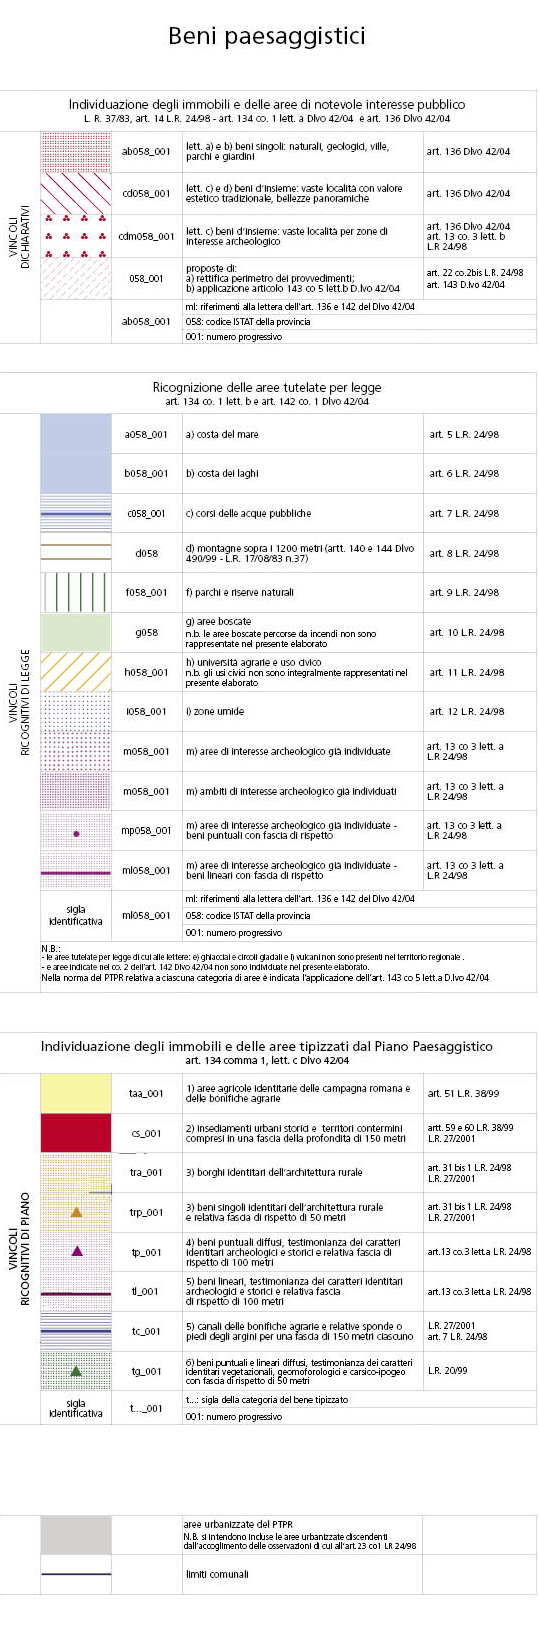 Beni paesaggistici
Individuazione degli immobili e delle aree di notevole interesse pubblico
L. R. 37/83, art. 14 L.R. 24/98 - art. 134 co. 1 lett. a Dlvo 42/04 e art. 136 Dlvo 42/04
VINCOLI
DICHIARATIVI
ab058_001
lett. a) e b) beni singoli: naturali, geologici, ville,
parchi e giardini
art. 136 Dlvo 42/04
cd058_001
lett. c) e d) beni d'insieme: vaste località con valore
estetico tradizionale, bellezze panoramiche
art. 136 Dlvo 42/04
cdm058_001
lett. c) beni d'insieme: vaste località per zone di
interesse archeologico
art. 136 Dlvo 42/04
art. 13 co. 3 lett. b
L.R 24/98
058_001
proposte di:
a) rettifica perimetro dei provvedimenti;
b) applicazione articolo 143 co 5 lett.b D.lvo 42/04
art. 22 co.2bis L.R. 24/98
art. 143 D.lvo 42/04
ab058_001
ml: riferimenti alla lettera dell'art. 136 e 142 del Dlvo 42/04
058: codice ISTAT della provincia
001: numero progressivo
Ricognizione delle aree tutelate per legge
art. 134 co. 1 lett. b e art. 142 co. 1 Dlvo 42/04
VINCOLI
RICOGNITIVI DI LEGGE
a058_001
a) costa del mare
art. 5 L.R. 24/98
b058_001
b) costa dei laghi
art. 6 L.R. 24/98
c058_001
c) corsi delle acque pubbliche
art. 7 L.R. 24/98
d058
d) montagne sopra i 1200 metri (artt. 140 e 144 Dlvo
490/99 - L.R. 17/08/83 n.37)
art. 8 L.R. 24/98
f058_001
f) parchi e riserve naturali
art. 9 L.R. 24/98
g058
g) aree boscate
n.b. le aree boscate percorse da incendi non sono
rappresentate nel presente elaborato
art. 10 L.R. 24/98
h058_001
h) università agrarie e uso civico
n.b. gli usi civici non sono integralmente rappresentati nel
presente elaborato
art. 11 L.R. 24/98
i058_001
i) zone umide
art. 12 L.R. 24/98
m058_001
m) aree di interesse archeologico già individuate
art. 13 co 3 lett. a
L.R 24/98
m058_001
m) ambiti di interesse archeologico già individuati
art. 13 co 3 lett. a
L.R 24/98
mp058_001
m) aree di interesse archeologico già individuate -
beni puntuali con fascia di rispetto
art. 13 co 3 lett. a
L.R 24/98
ml058_001
m) aree di interesse archeologico già individuate -
beni lineari con fascia di rispetto
art. 13 co 3 lett. a
L.R 24/98
sigla
identificativa
ml058_001
ml: riferimenti alla lettera dell'art. 136 e 142 del Dlvo 42/04
058: codice ISTAT della provincia
001: numero progressivo
N.B.:
- le aree tutelate per legge di cui alle lettere: e) ghiacciai e circoli gladali e l) vulcani non sono presenti nel territorio regionale .
- e aree indicate nel co. 2 dell'art. 142 Dlvo 42/04 non sono individuate nel presente elaborato.
Nella norma del PTPR relativa a ciascuna categoria di aree è indicata l'applicazione dell'art. 143 co 5 lett.a D.lvo 42/04
Individuazione degli immobili e delle aree tipizzati dal Piano Paesaggistico
art. 134 comma 1, lett. c Dlvo 42/04
VINCOLI
RICOGNITIVI DI PIANO
taa_001
1) aree agricole identitarie delle campagna romana e
delle bonifiche agrarie
art. 51 L.R. 38/99
cs_001
2) insediamenti urbani storici e territori contermini
compresi in una fascia della profondità di 150 metri
artt. 59 e 60 L.R. 38/99
L.R. 27/2001
tra_001
3) borghi identitari dell'architettura rurale
art. 31 bis 1 L.R. 24/98
L.R. 27/2001
trp_001
3) beni singoli identitari dell'architettura rurale
e relativa fascia di rispetto di 50 metri
art. 31 bis 1 L.R. 24/98
L.R. 27/2001
tp_001
4) beni puntuali diffusi, testimonianza dei caratteri
identitari archeologici e storici e relativa fascia di
rispetto di 100 metri
art.13 co.3 lett.a L.R. 24/98
tl_001
5) beni lineari, testimonianza dei caratteri identitari
archeologici e storici e relativa fascia
di rispetto di 100 metri
art.13 co.3 lett.a L.R. 24/98
tc_001
5) canali delle bonifiche agrarie e relative sponde o
piedi degli argini per una fascia di 150 metri ciascuno
L.R. 27/2001
art. 7 L.R. 24/98
tg_001
6) beni puntuali e lineari diffusi, testimonianza dei caratteri
identitari vegetazionali, geomoforologici e carsico-ipogeo
con fascia di rispetto di 50 metri
L.R. 20/99
sigla
identificativa
t..._001
t...: sigla della categoria del bene tipizzato
001: numero progressivo
aree urbanizzate del PTPR
N.B. si intendono incluse le aree urbanizzate discendenti
dall'accoglimento delle osservazioni di cui all'art.23 co1 LR 24/98
limiti comunali